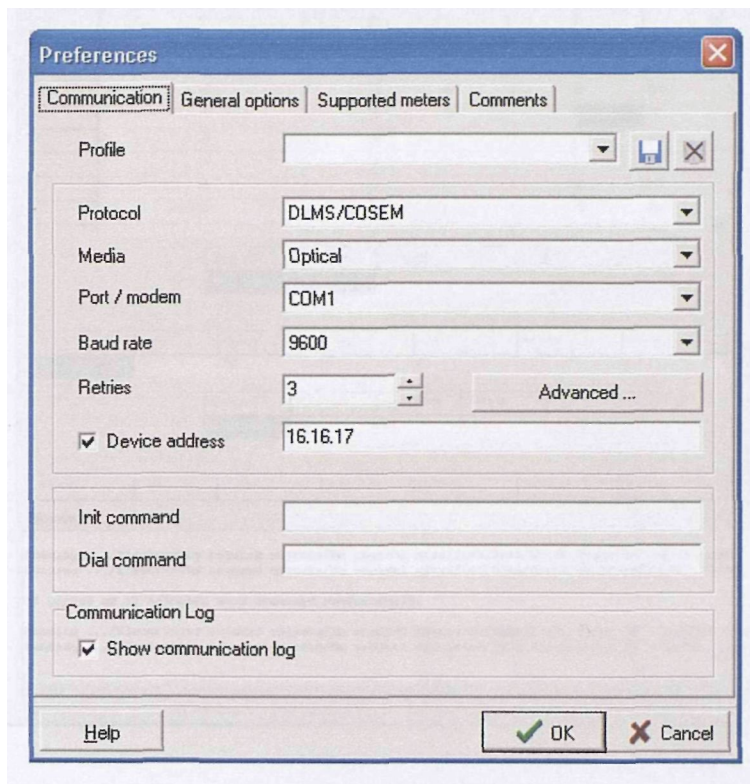 Preferences
Communication General options Supported meters Comments
Profile
Protocol DLMS/COSEM
Media Optical
Port / modem COM1
Baud rate 9600
Retries 3 Advanced ...
Device address 16.16.17
Init command
Dial command
Communication Log
Show communication log
Help OK Cancel